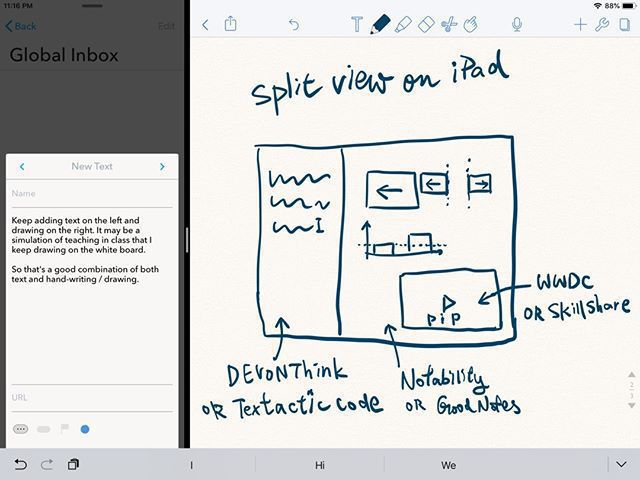 11:16 PM
88%
Back
Edit
Global Inbox
New Text
Name
Keep adding text on the left and
drawing on the right. It may be a
simulation of teaching in class that I
keep drawing on the white board.
So that's a good combination of both
text and hand-writing / drawing.
URL
T
split view on iPad
I
pip
WWDC
OR Skillshare
DEVONThink
OR Textactic code
Notability
OR GoodNotes
2
3
I
Hi
We